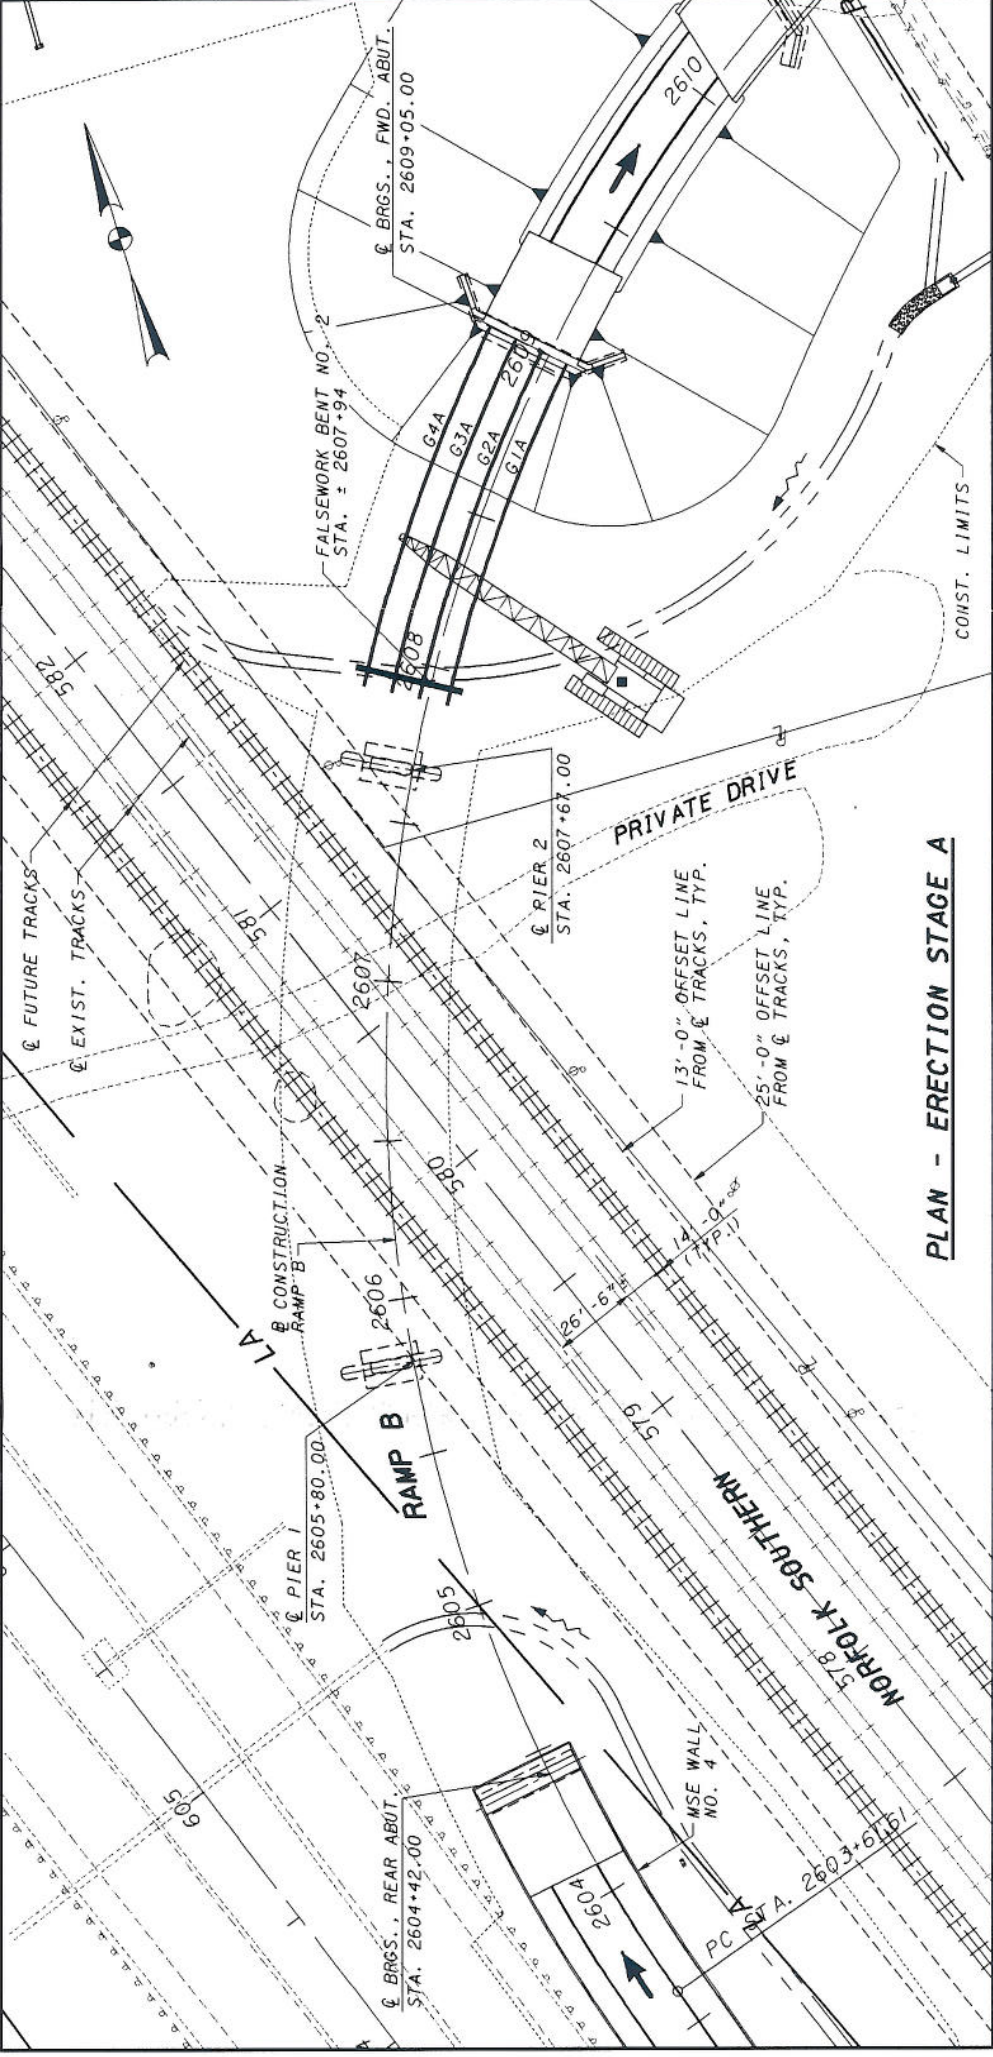 ℄ BRGS., FWD. ABUT.
STA. 2609+05.00
2610
FALSEWORK BENT NO. 2
STA. ± 2607+94
2609
G4A
G3A
G2A
G1A
2608
582
℄ FUTURE TRACKS
℄ EXIST. TRACKS
581
CONST. LIMITS
PRIVATE DRIVE
℄ PIER 2
STA. 2607+67.00
2607
13'-0" OFFSET LINE
FROM ℄ TRACKS, TYP.
25'-0" OFFSET LINE
FROM ℄ TRACKS, TYP.
580
B CONSTRUCTION
RAMP B
2606
LA
14'-0"±
(TYP.)
26'-6"±
RAMP B
579
℄ PIER 1
STA. 2605+80.00
2605
NORFOLK SOUTHERN
578
605
℄ BRGS., REAR ABUT.
STA. 2604+42.00
MSE WALL
NO. 4
2604
LA
PC STA. 2603+61.61
PLAN - ERECTION STAGE A